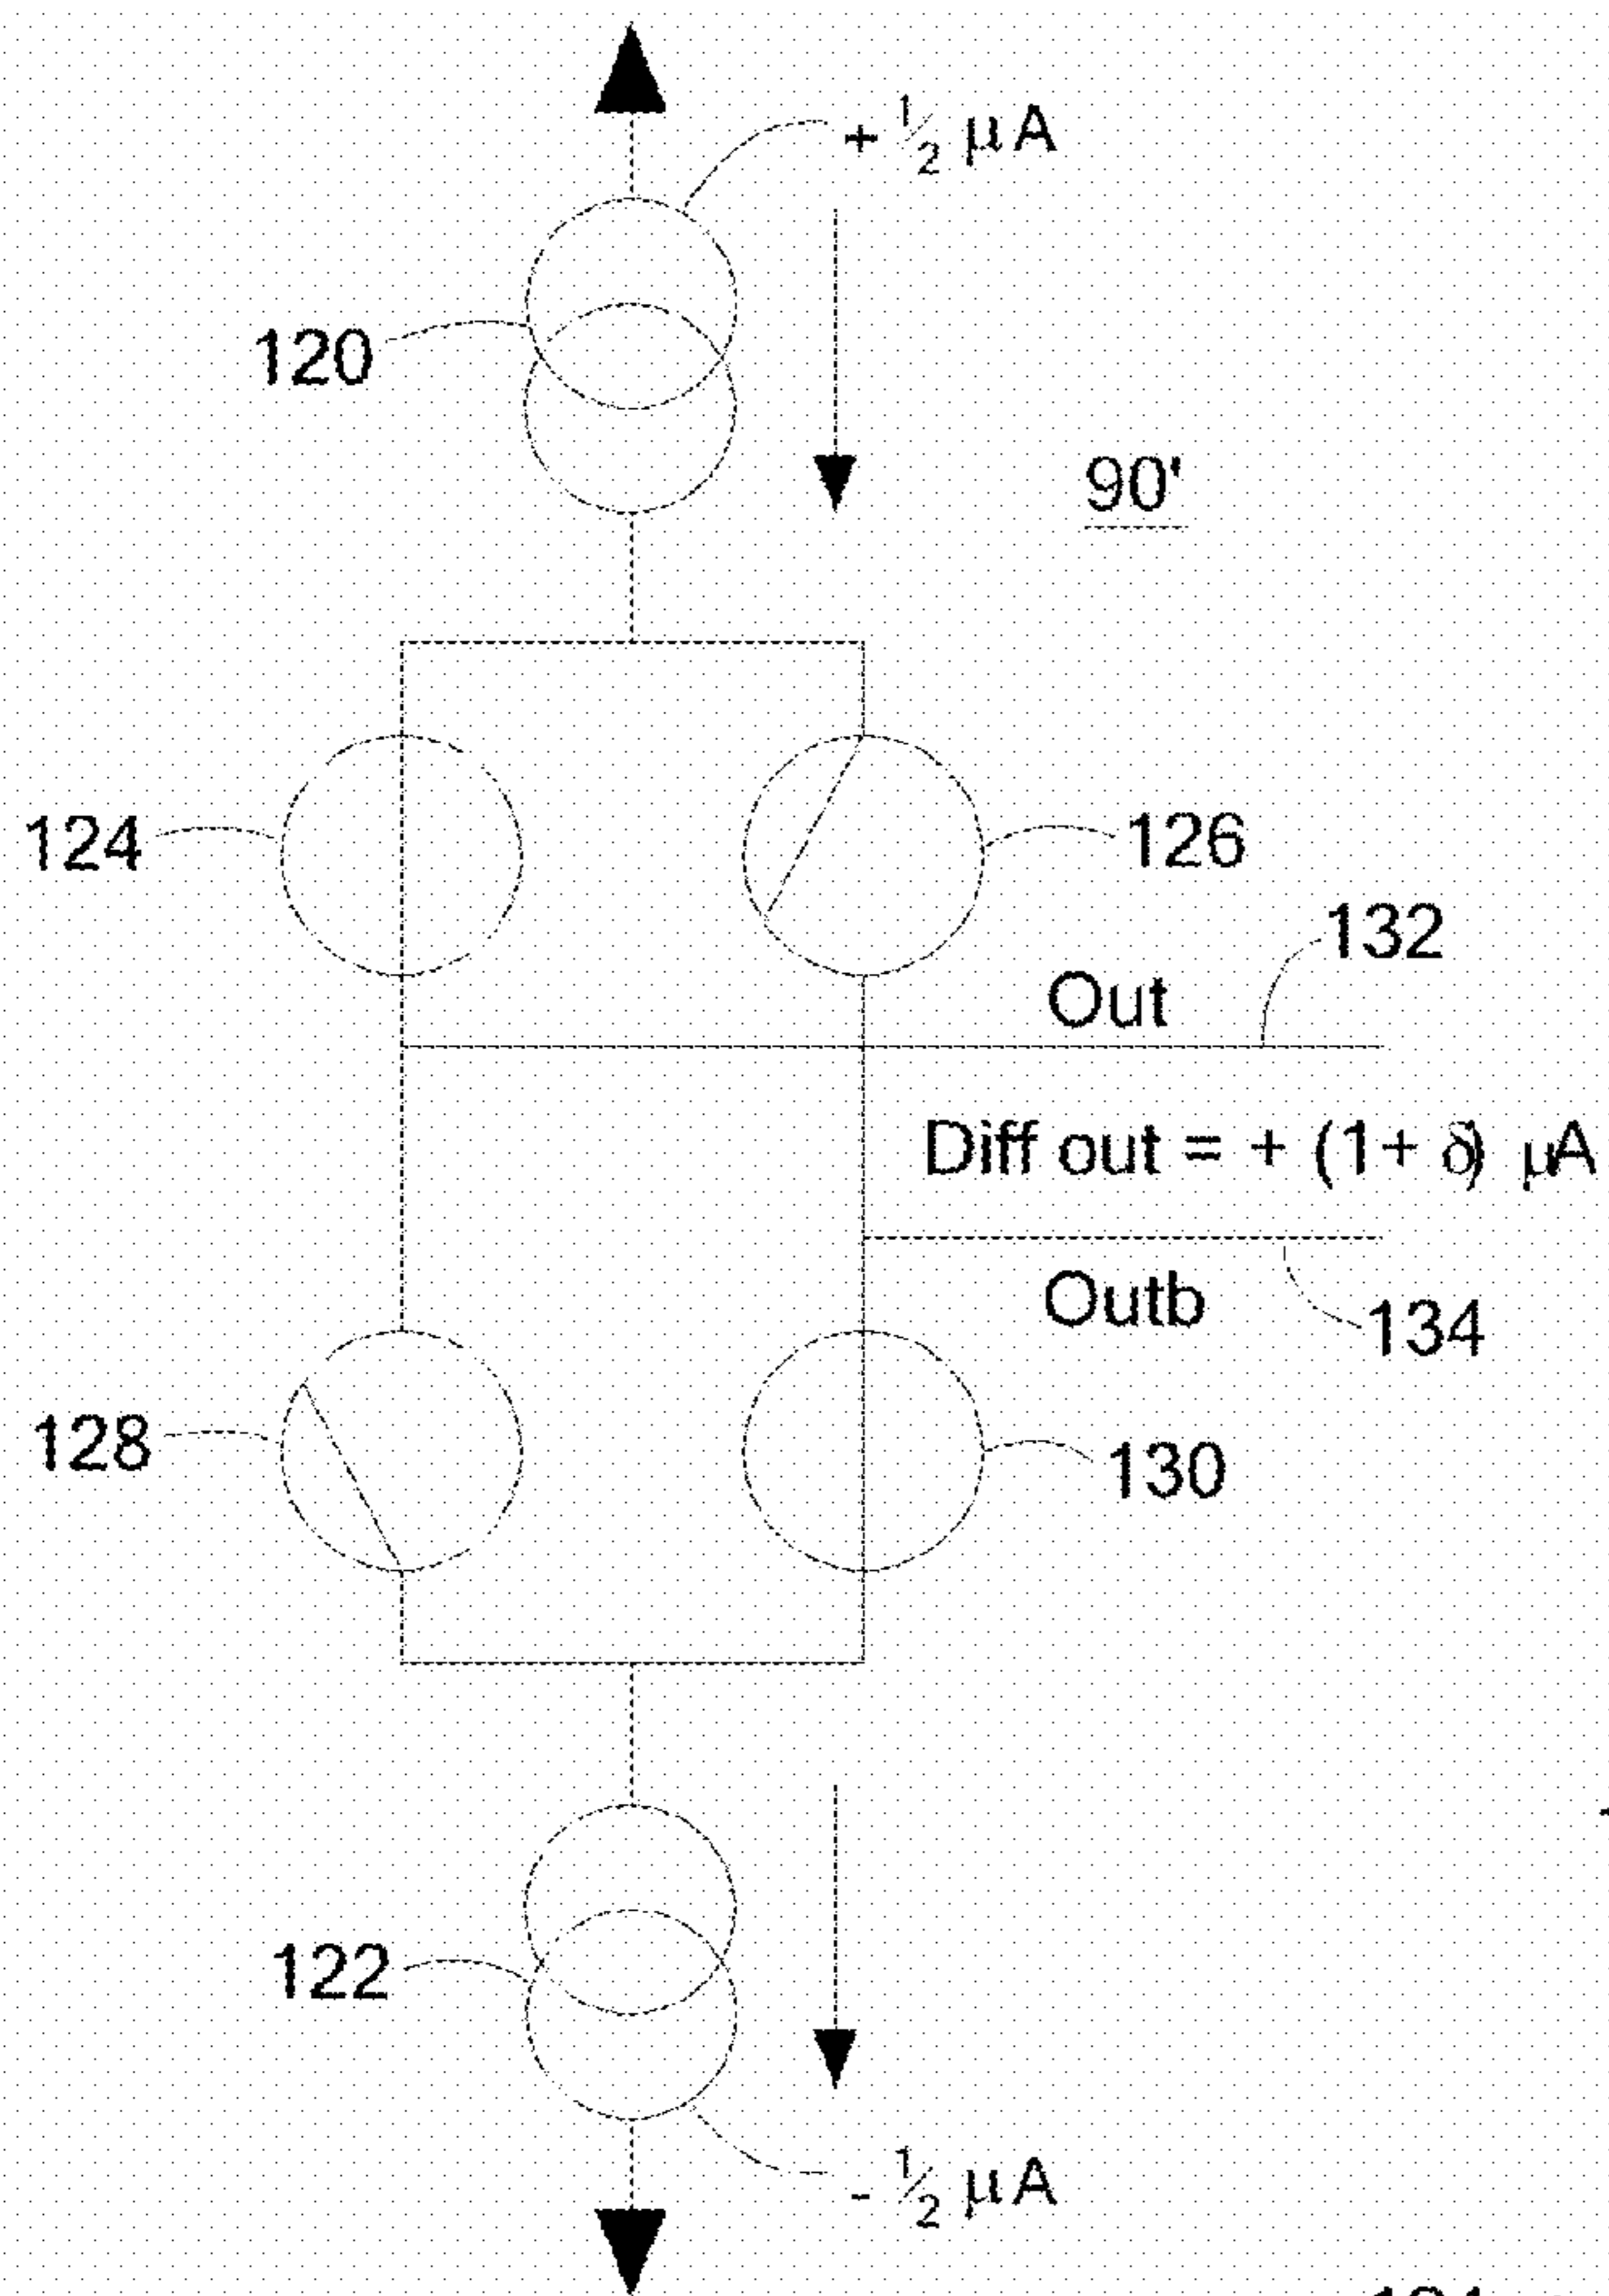 + ½ µA
120
90'
124
126
132
Out
Diff out = + (1+ δ) µA
Outb
134
128
130
122
- ½ µA